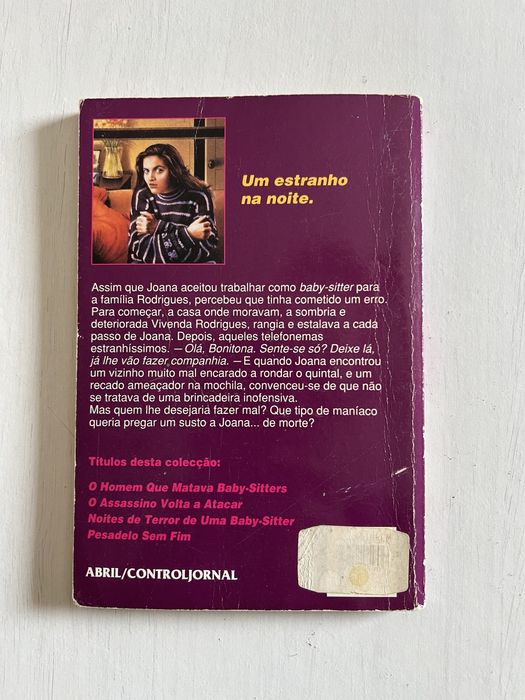 Um estranho
na noite.
Assim que Joana aceitou trabalhar como baby-sitter para
a família Rodrigues, percebeu que tinha cometido um erro.
Para começar, a casa onde moravam, a sombria e
deteriorada Vivenda Rodrigues, rangia e estalava a cada
passo de Joana. Depois, aqueles telefonemas
estranhíssimos. — Olá, Bonitona. Sente-se só? Deixe lá,
já lhe vão fazer companhia. — E quando Joana encontrou
um vizinho muito mal encarado a rondar o quintal, e um
recado ameaçador na mochila, convenceu-se de que não
se tratava de uma brincadeira inofensiva.
Mas quem lhe desejaria fazer mal? Que tipo de maníaco
queria pregar um susto a Joana... de morte?
Títulos desta colecção:
O Homem Que Matava Baby-Sitters
O Assassino Volta a Atacar
Noites de Terror de Uma Baby-Sitter
Pesadelo Sem Fim
ABRIL/CONTROLJORNAL